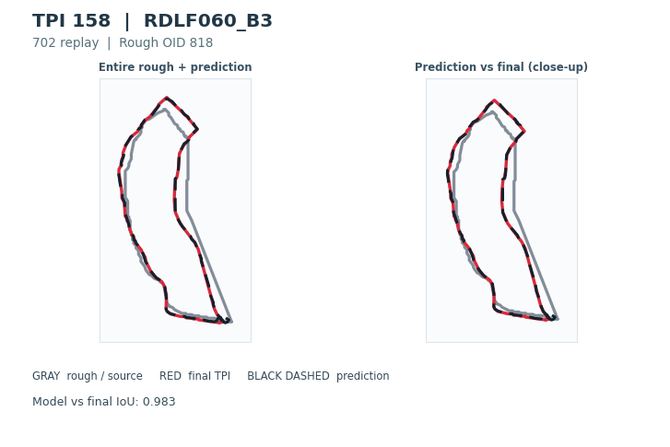 TPI 158 | RDLF060_B3
702 replay | Rough OID 818
Entire rough + prediction
Prediction vs final (close-up)
GRAY rough / source RED final TPI BLACK DASHED prediction
Model vs final IoU: 0.983